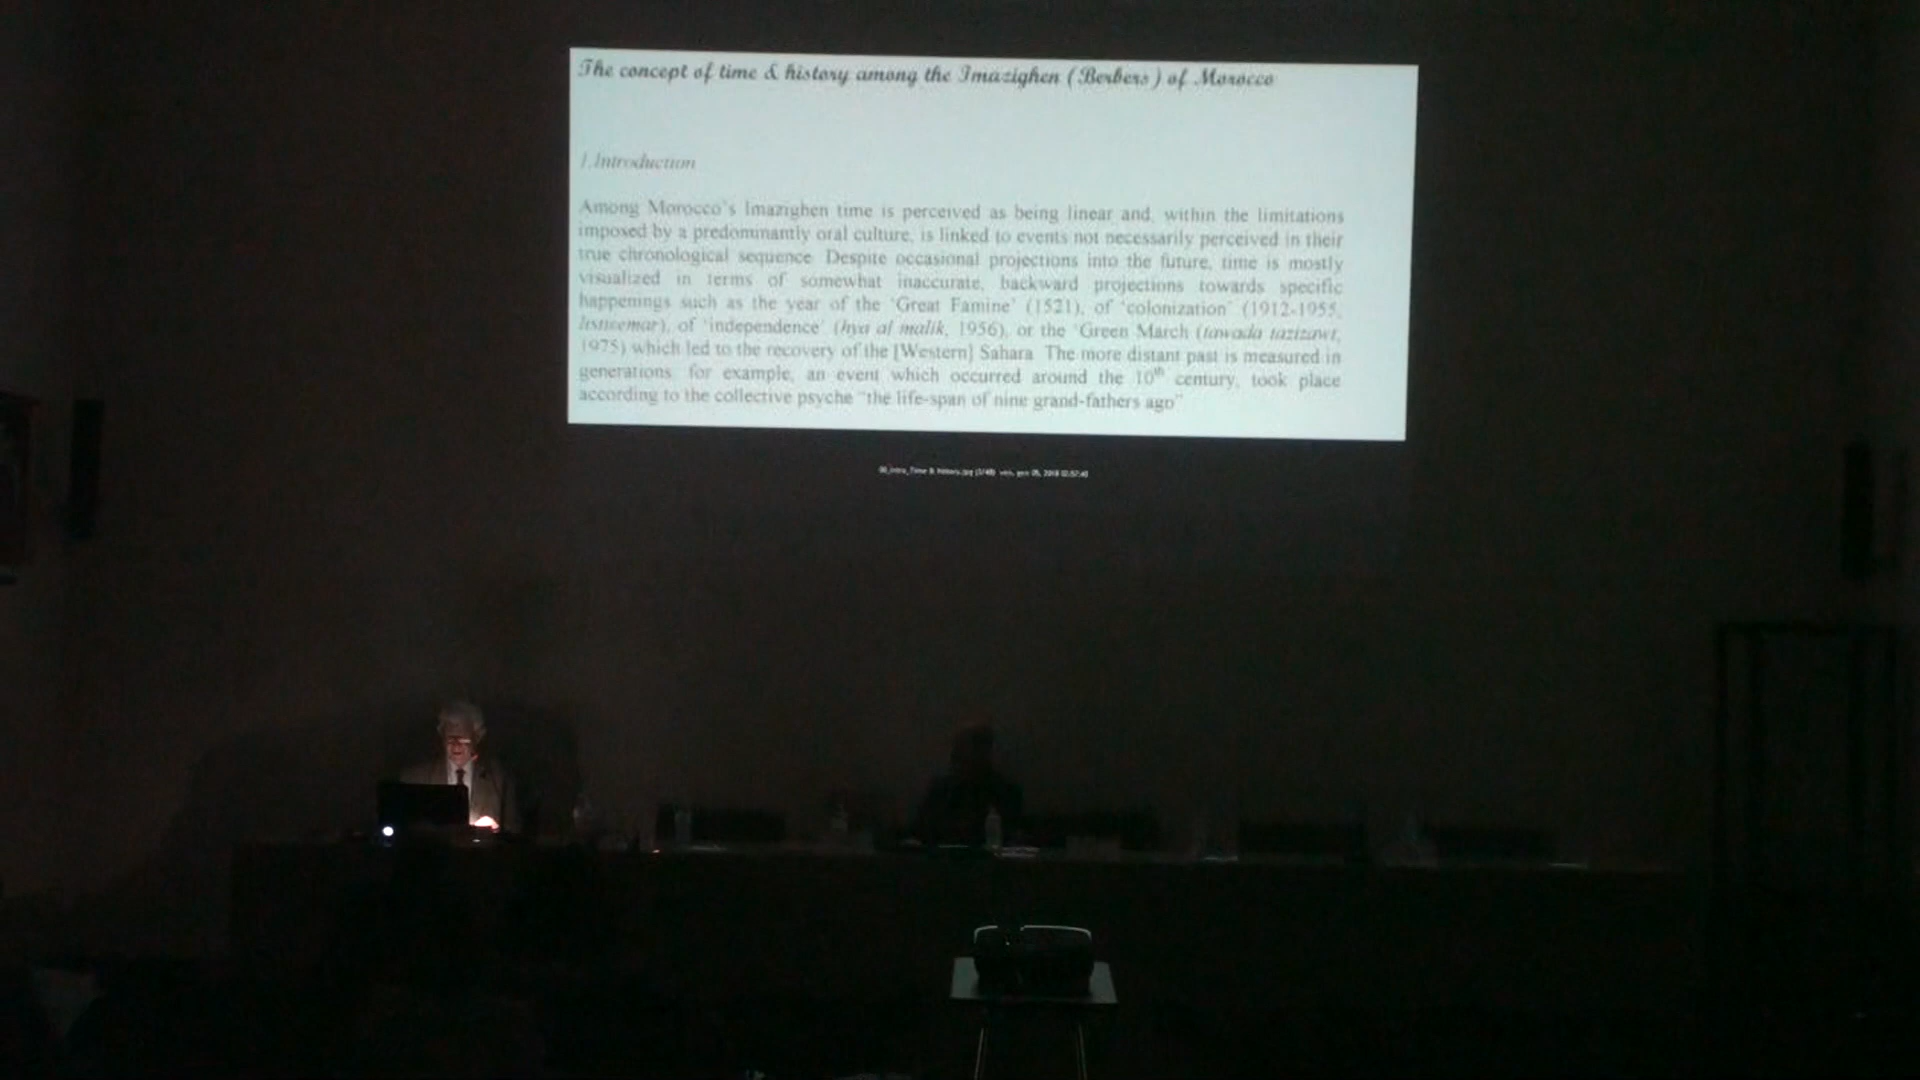 The concept of time & history among the Imazighen (Berbers) of Morocco
1. Introduction
Among Morocco's Imazighen time is perceived as being linear and, within the limitations
imposed by a predominantly oral culture, is linked to events not necessarily perceived in their
true chronological sequence. Despite occasional projections into the future, time is mostly
visualized in terms of somewhat inaccurate, backward projections towards specific
happenings such as the year of the 'Great Famine' (1521), of 'colonization' (1912-1955,
), of 'independence' (hya al malik, 1956), or the 'Green March (tawada tazizawt,
1975) which led to the recovery of the [Western] Sahara. The more distant past is measured in
generations: for example, an event which occurred around the 10th century, took place
according to the collective psyche "the life-span of nine grand-fathers ago"